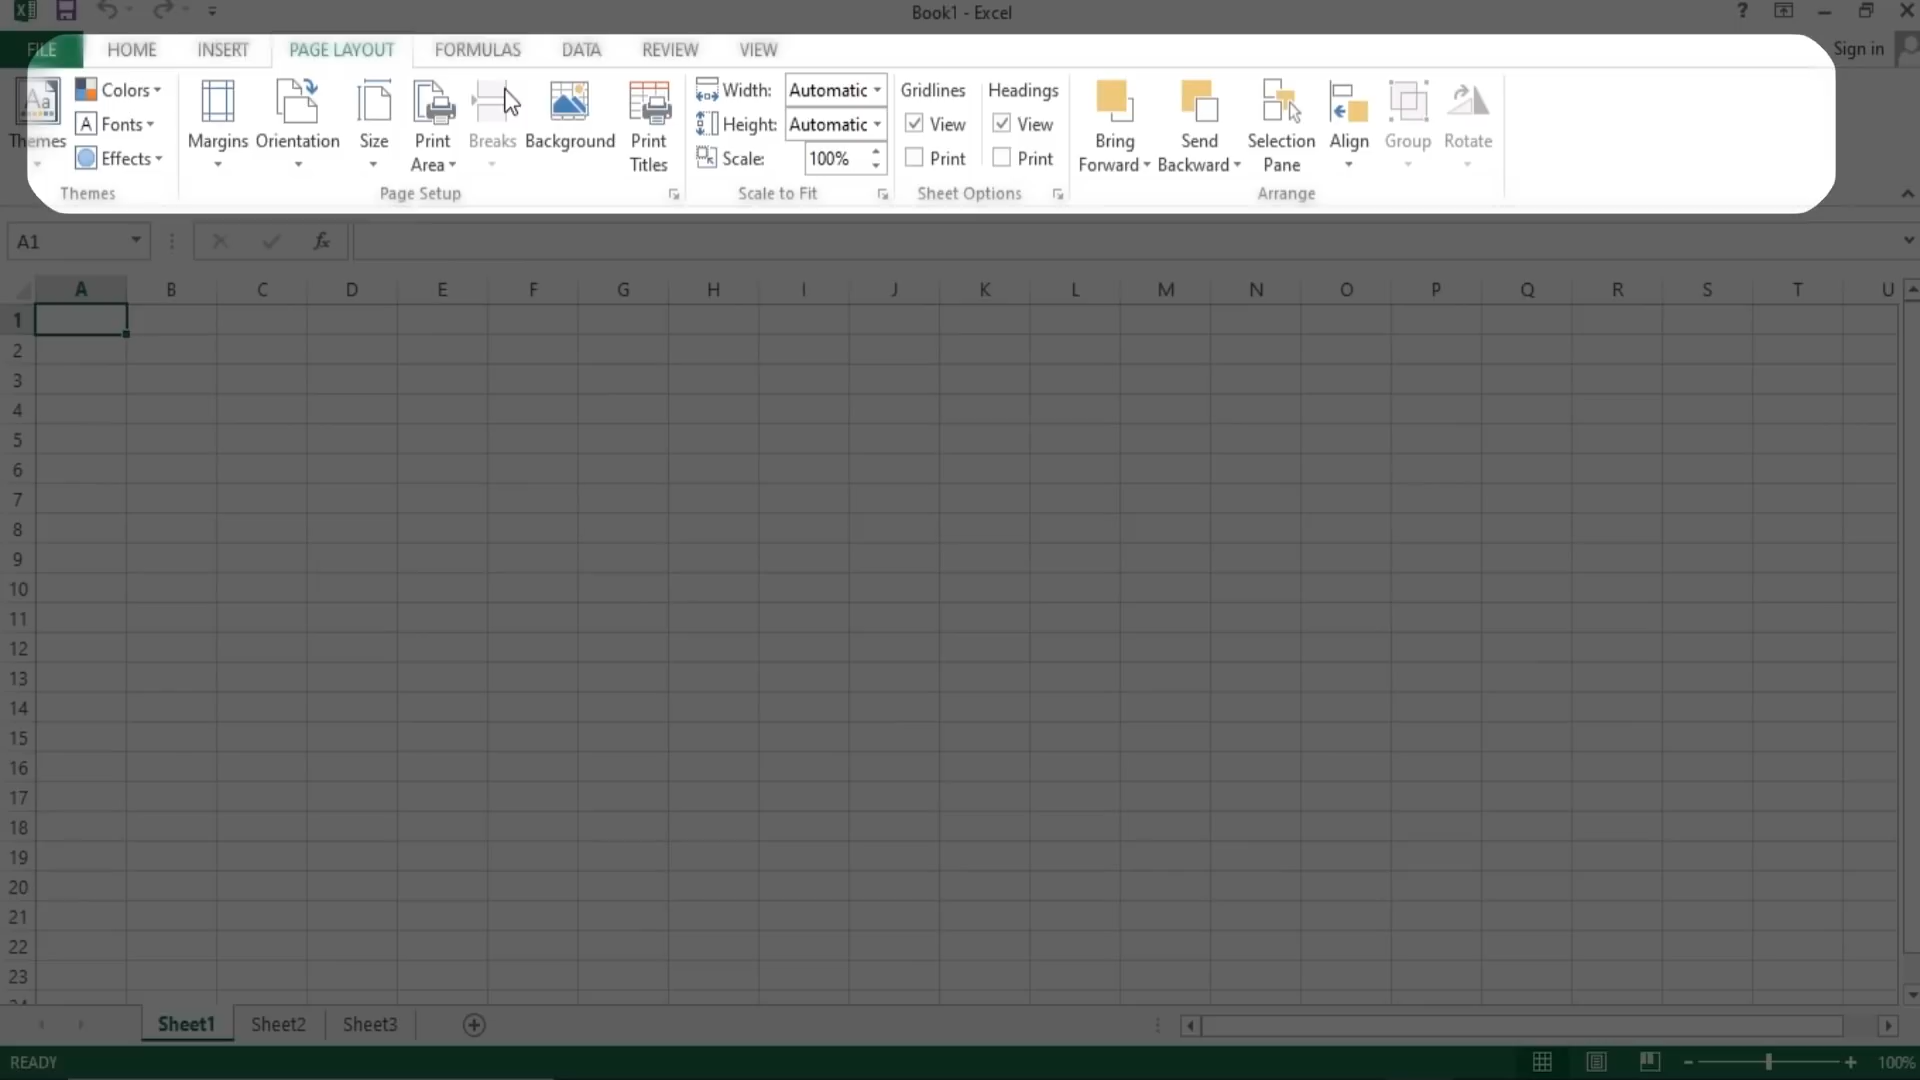 Book1 - Excel
?
FILE HOME INSERT PAGE LAYOUT FORMULAS DATA REVIEW VIEW Sign in
Aa Colors Width: Automatic Gridlines Headings
A Fonts Height: Automatic View View
Themes Margins Orientation Size Print Breaks Background Print Bring Send Selection Align Group Rotate
Effects Area Titles Scale: 100% Print Print Forward Backward Pane
Themes Page Setup Scale to Fit Sheet Options Arrange
A1 fx
A B C D E F G H I J K L M N O P Q R S T U
1
2
3
4
5
6
7
8
9
10
11
12
13
14
15
16
17
18
19
20
21
22
23
24
Sheet1 Sheet2 Sheet3
READY 100%